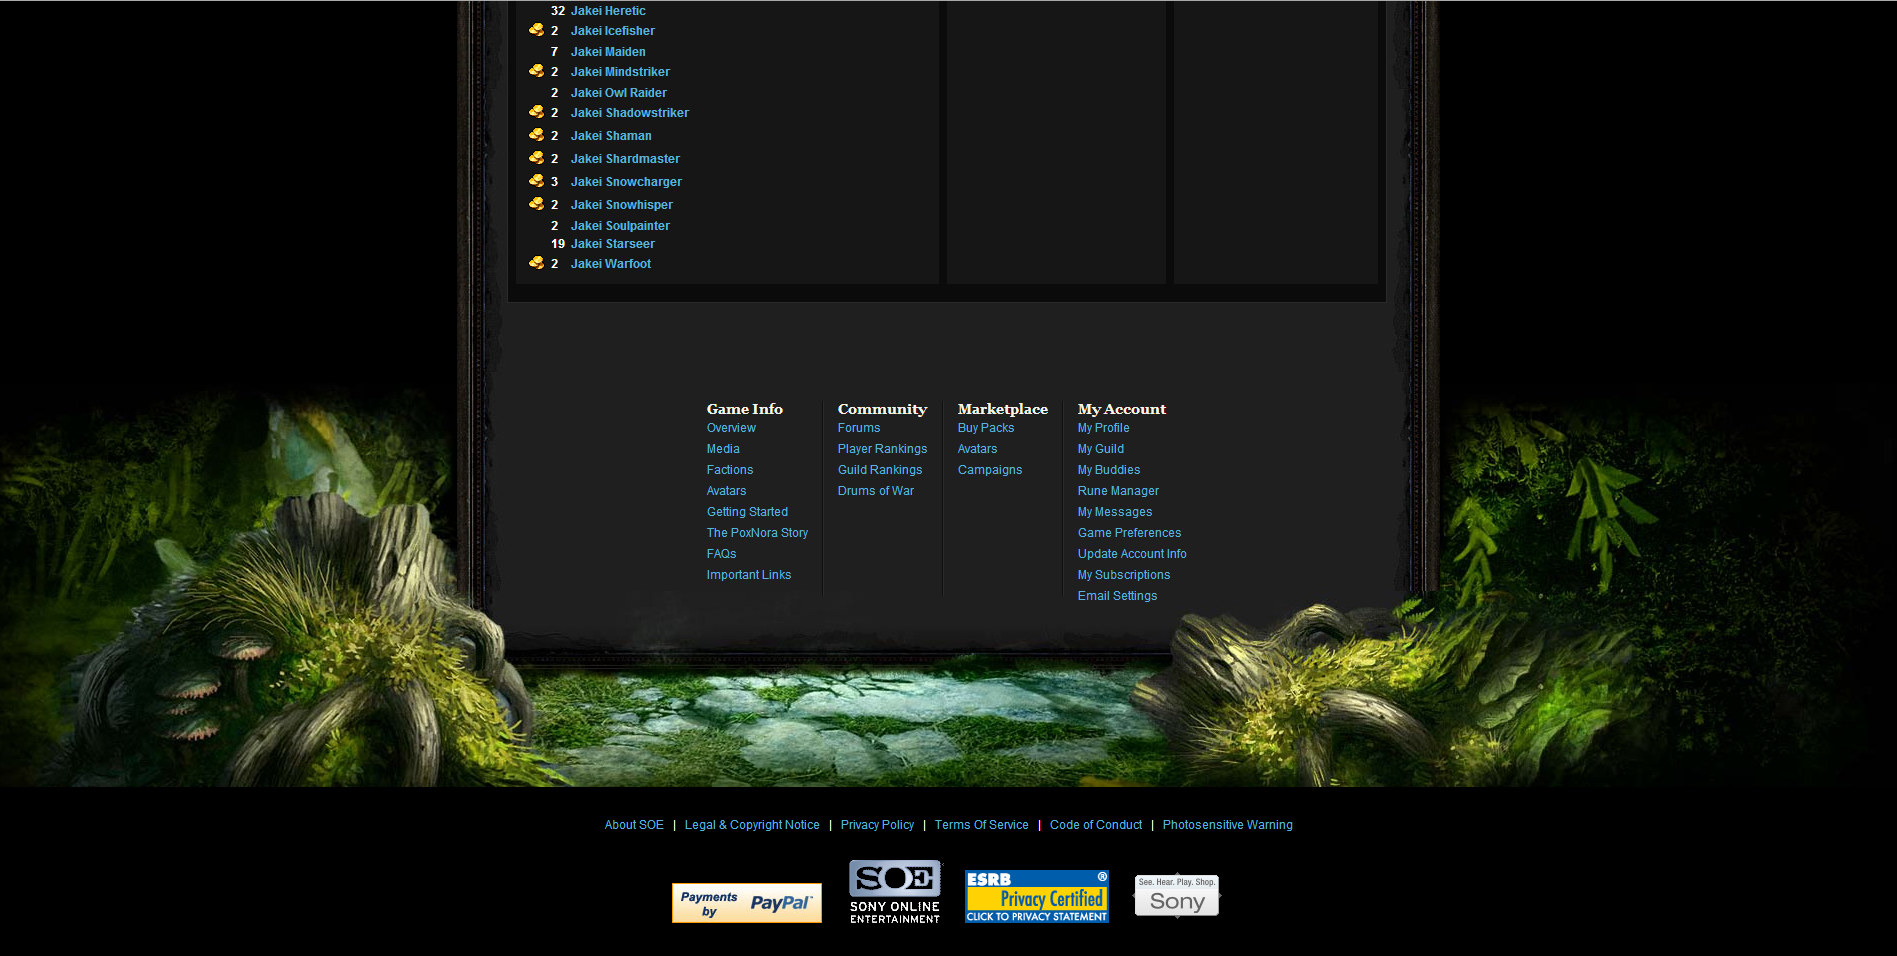 32 Jakei Heretic
2 Jakei Icefisher
7 Jakei Maiden
2 Jakei Mindstriker
2 Jakei Owl Raider
2 Jakei Shadowstriker
2 Jakei Shaman
2 Jakei Shardmaster
3 Jakei Snowcharger
2 Jakei Snowhisper
2 Jakei Soulpainter
19 Jakei Starseer
2 Jakei Warfoot
Game Info
Overview
Media
Factions
Avatars
Getting Started
The PoxNora Story
FAQs
Important Links
Community
Forums
Player Rankings
Guild Rankings
Drums of War
Marketplace
Buy Packs
Avatars
Campaigns
My Account
My Profile
My Guild
My Buddies
Rune Manager
My Messages
Game Preferences
Update Account Info
My Subscriptions
Email Settings
About SOE | Legal & Copyright Notice | Privacy Policy | Terms Of Service | Code of Conduct | Photosensitive Warning
Payments
by
PayPal
SOE
SONY ONLINE
ENTERTAINMENT
ESRB ®
Privacy Certified
CLICK TO PRIVACY STATEMENT
See. Hear. Play. Shop.
Sony